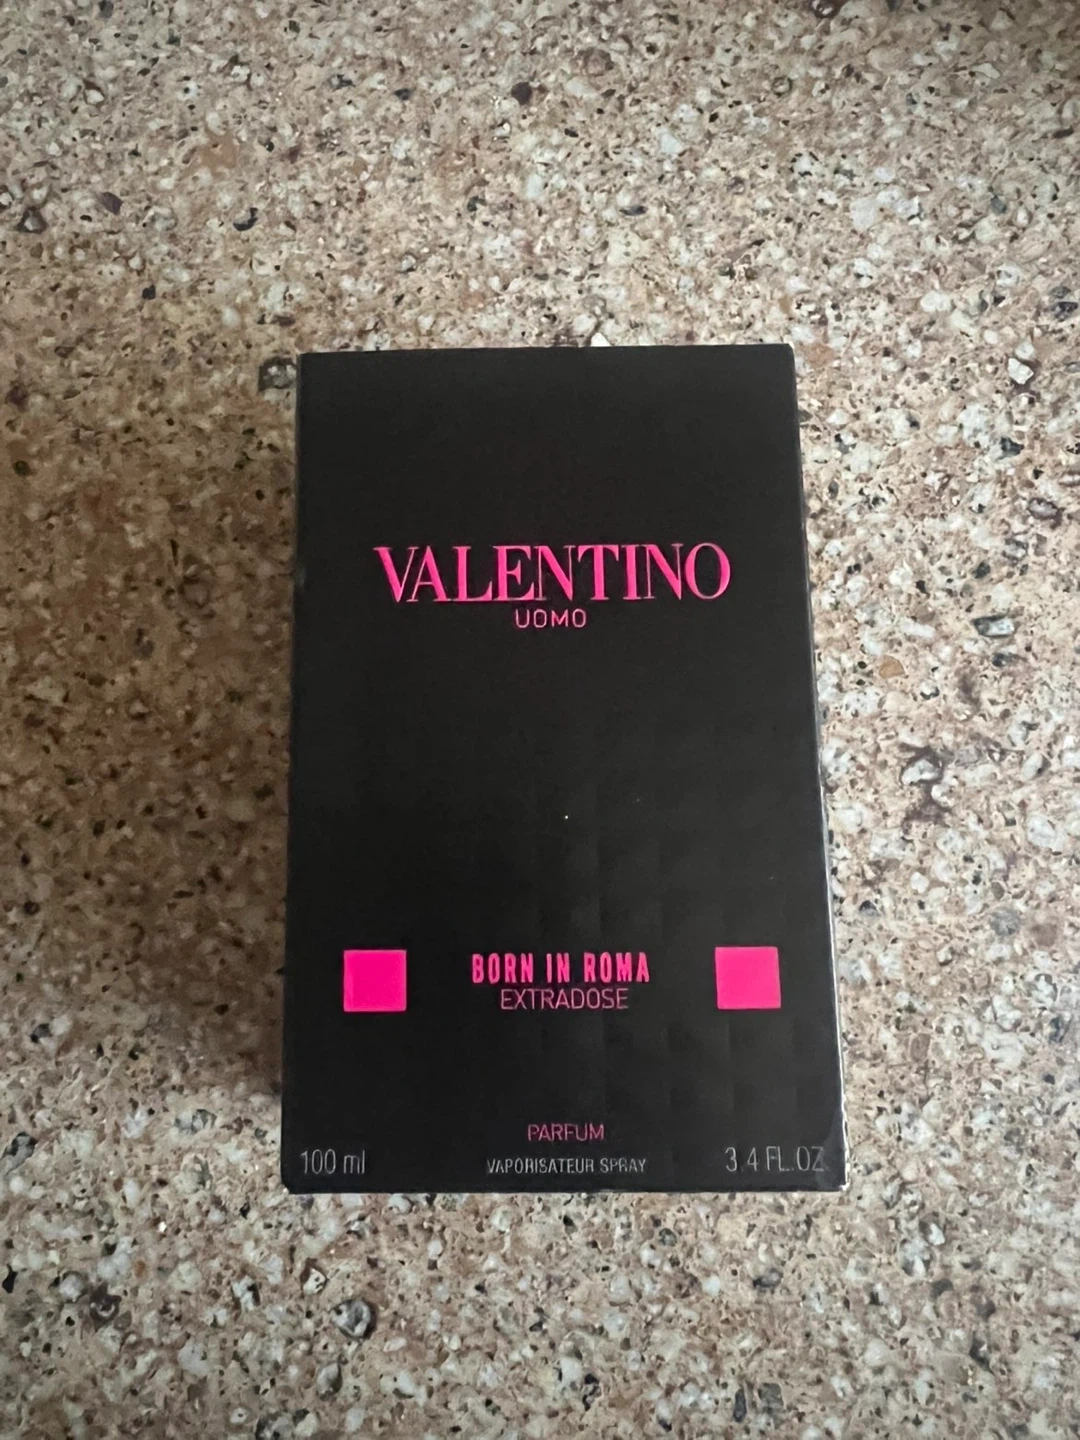 VALENTINO
UOMO
BORN IN ROMA
EXTRADOSE
PARFUM
100 ml VAPORISATEUR SPRAY 3.4 FL.OZ